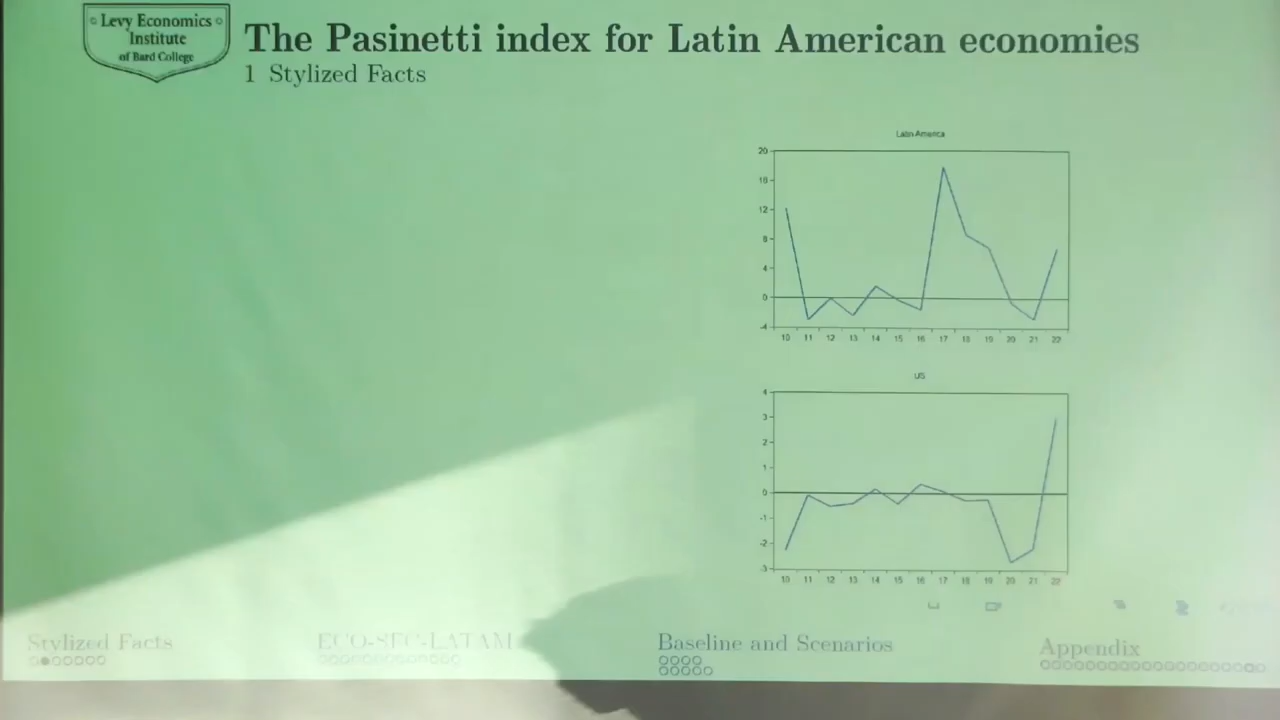 Levy Economics
Institute
of Bard College
The Pasinetti index for Latin American economies
1 Stylized Facts
Latin America
20
16
12
8
4
0
-4
10 11 12 13 14 15 16 17 18 19 20 21 22
US
4
3
2
1
0
-1
-2
-3
10 11 12 13 14 15 16 17 18 19 20 21 22
Stylized Facts
ECO-SFC-LATAM
Baseline and Scenarios
Appendix